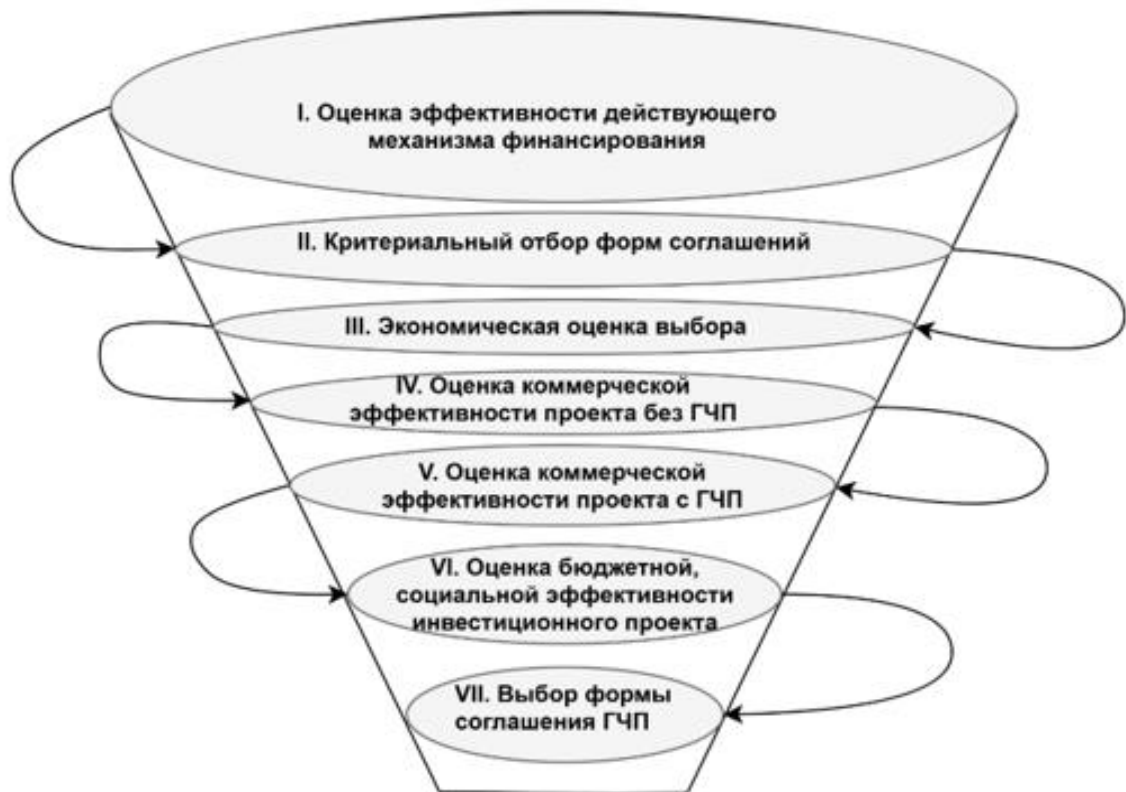 I. Оценка эффективности действующего
механизма финансирования
II. Критериальный отбор форм соглашений
III. Экономическая оценка выбора
IV. Оценка коммерческой
эффективности проекта без ГЧП
V. Оценка коммерческой
эффективности проекта с ГЧП
VI. Оценка бюджетной,
социальной эффективности
инвестиционного проекта
VII. Выбор формы
соглашения ГЧП